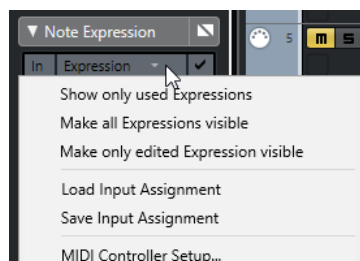 Note Expression
5
m S
In Expression
Show only used Expressions
Make all Expressions visible
Make only edited Expression visible
Load Input Assignment
Save Input Assignment
MIDI Controller Setup...